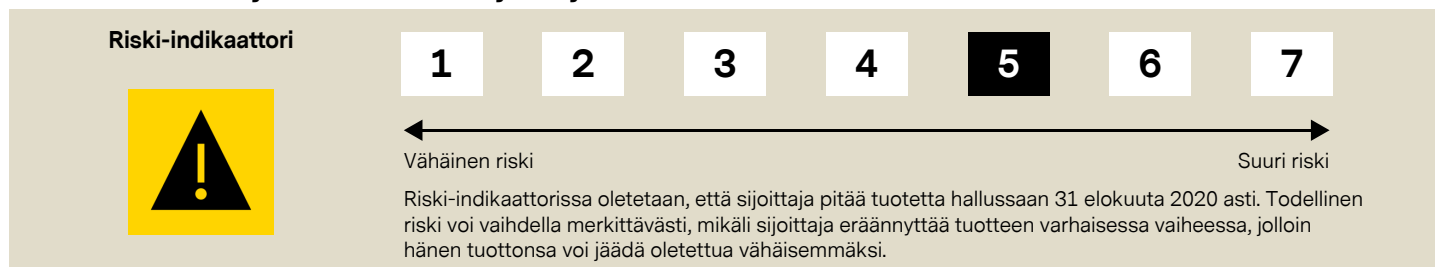 Riski-indikaattori
1 2 3 4 5 6 7
Vähäinen riski Suuri riski
Riski-indikaattorissa oletetaan, että sijoittaja pitää tuotetta hallussaan 31 elokuuta 2020 asti. Todellinen
riski voi vaihdella merkittävästi, mikäli sijoittaja eräännyttää tuotteen varhaisessa vaiheessa, jolloin
hänen tuottonsa voi jäädä oletettua vähäisemmäksi.